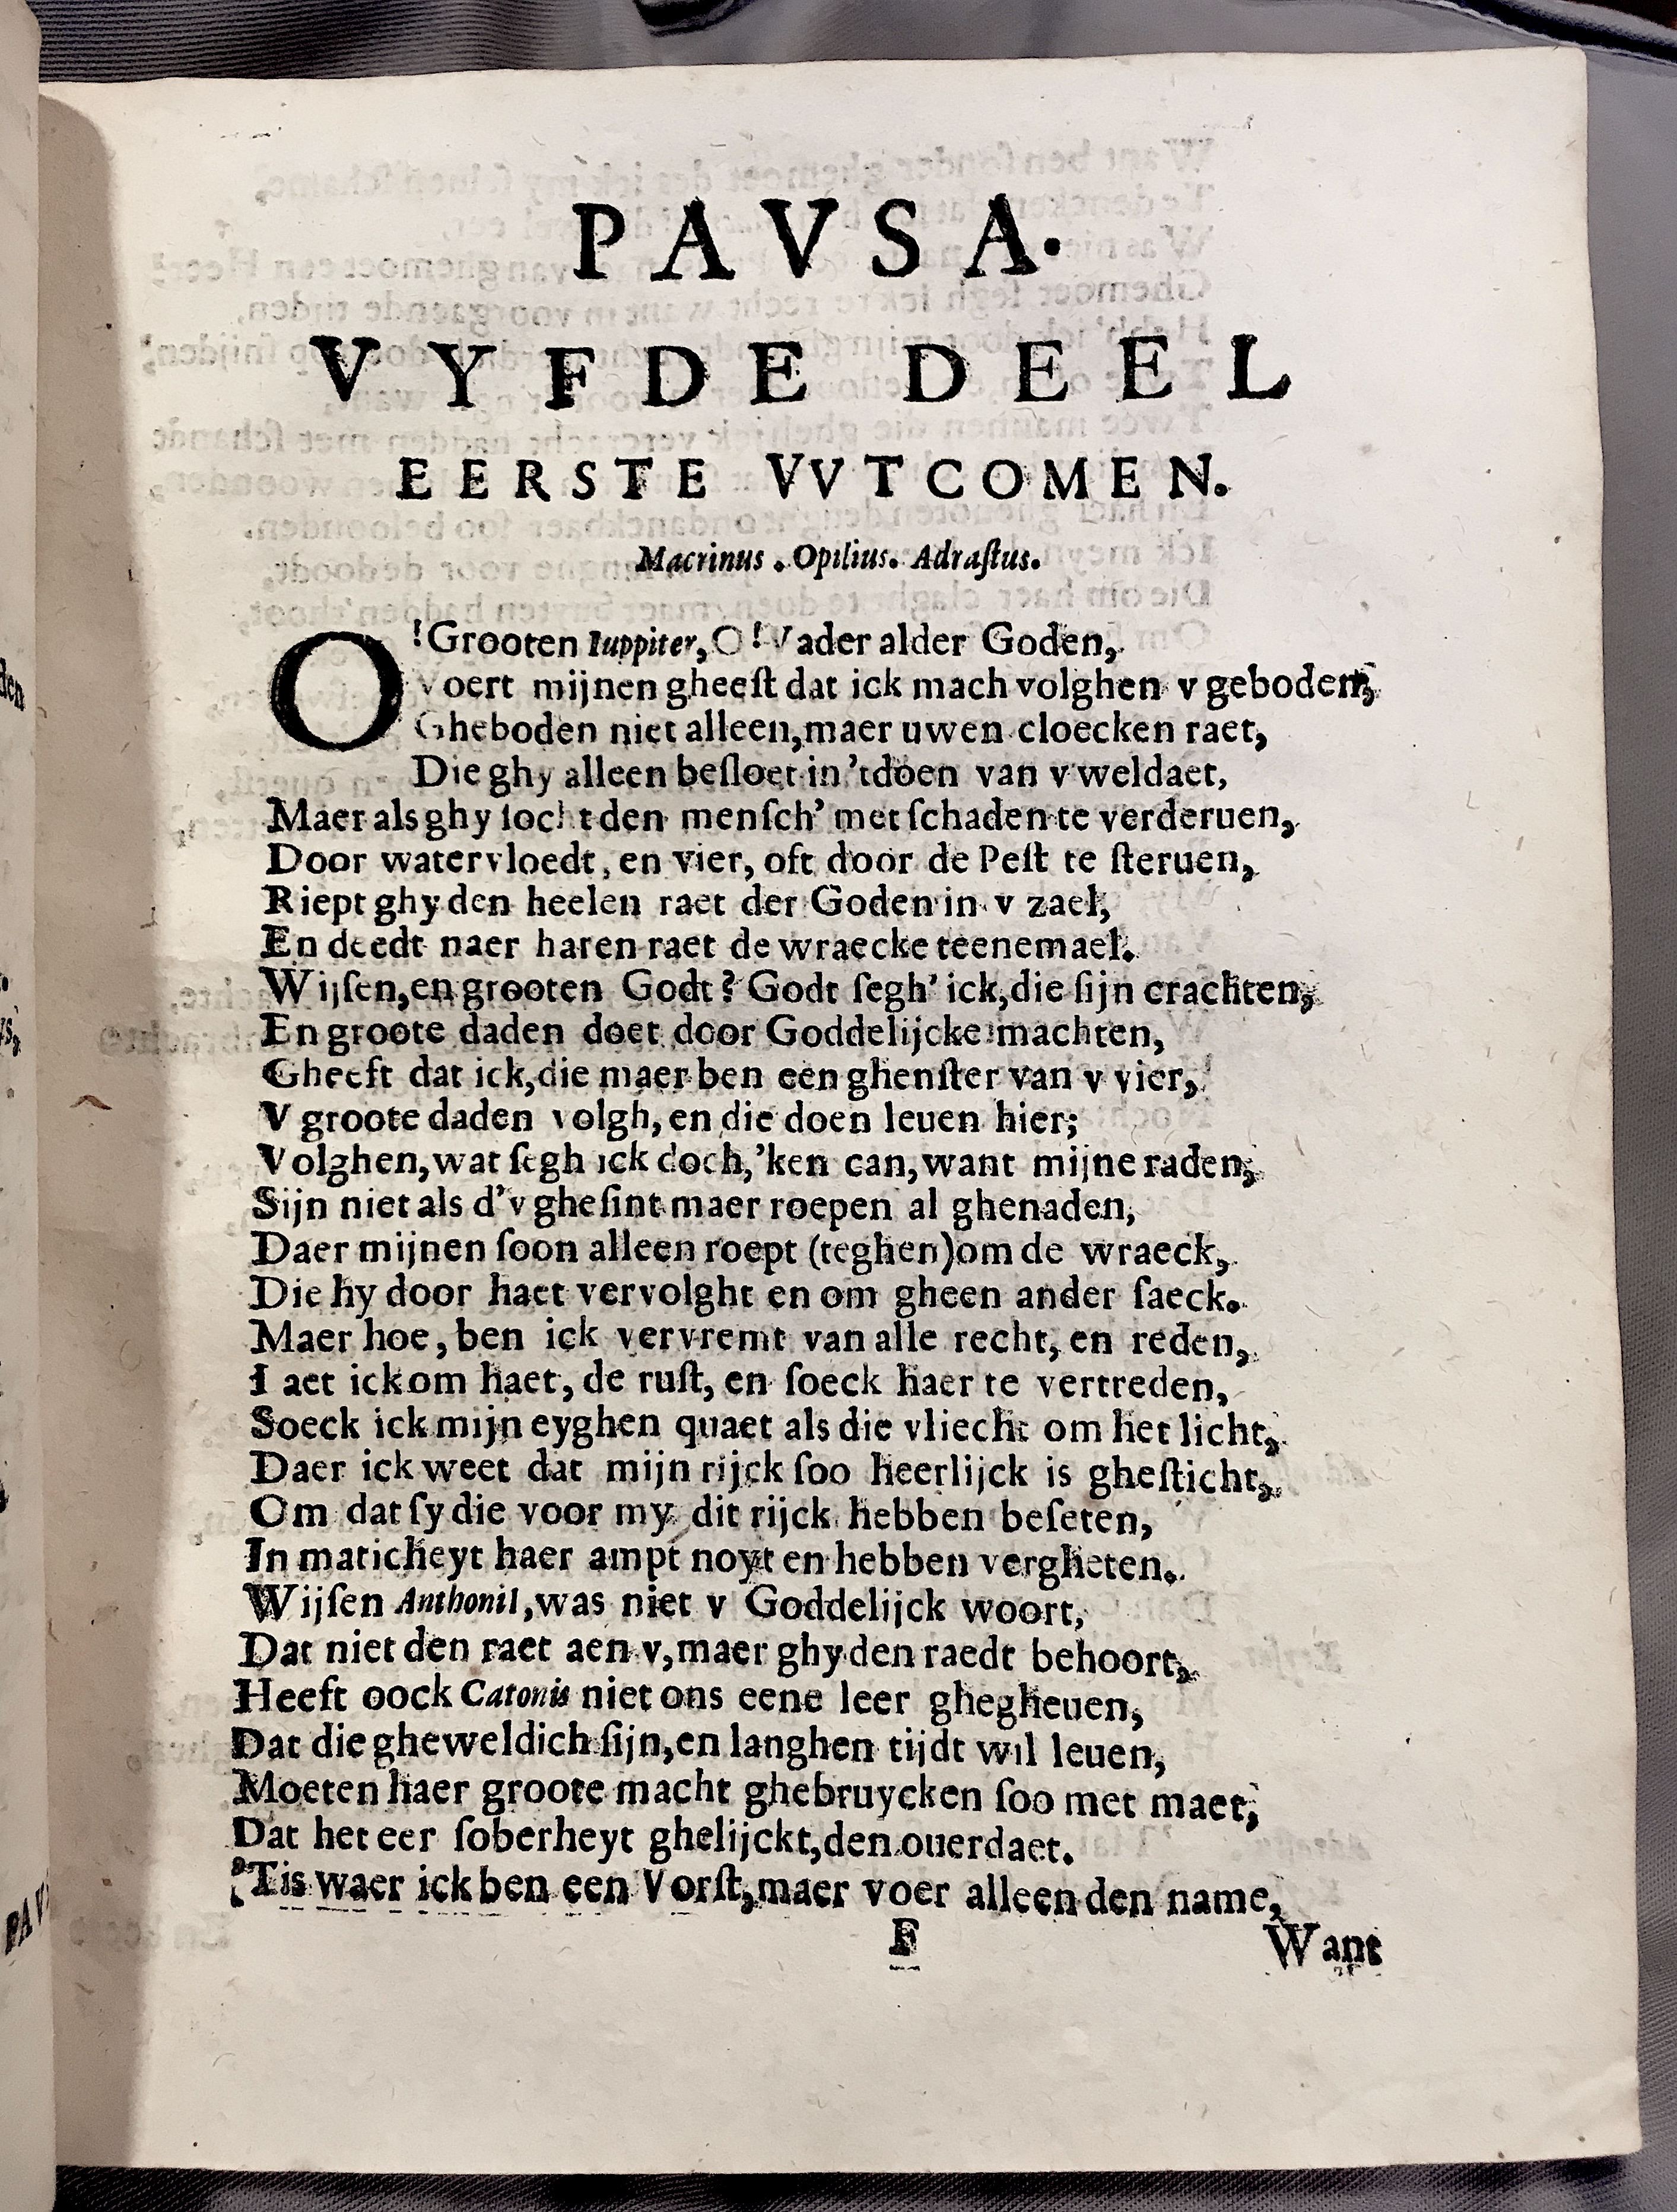 PAVSA.
VYFDE DEEL
EERSTE VVTCOMEN.
Macrinus. Opilius. Adraſtus.
O! Grooten Iuppiter, O! Vader alder Goden,
Voert mijnen gheeſt dat ick mach volghen v geboden,
Gheboden niet alleen, maer uwen cloecken raet,
Die ghy alleen beſloet in 'tdoen van v weldaet,
Maer als ghy socht den menſch' met ſchaden te verderuen,
Door watervloedt, en vier, oft door de Peſt te ſteruen,
Riept ghy den heelen raet der Goden in v zael,
En deedt naer haren raet de wraecke teenemael.
Wijſen, en grooten Godt? Godt ſegh' ick, die ſijn crachten,
En groote daden doet door Goddelijcke machten,
Gheeft dat ick, die maer ben een ghenſter van v vier,
V groote daden volgh, en die doen leuen hier;
Volghen, wat ſegh ick doch, 'ken can, want mijne raden,
Sijn niet als d'v gheſint maer roepen al ghenaden,
Daer mijnen ſoon alleen roept (teghen) om de wraeck,
Die hy door haet vervolght en om gheen ander ſaeck.
Maer hoe, ben ick vervremt van alle recht, en reden,
Laet ick om haet, de ruſt, en ſoeck haer te vertreden,
Soeck ick mijn eyghen quaet als die vliecht om het licht,
Daer ick weet dat mijn rijck ſoo heerlijck is gheſticht,
Om dat ſy die voor my dit rijck hebben beſeten,
In maticheyt haer ampt noyt en hebben vergheten.
Wijſen Anthonil, was niet v Goddelijck woort,
Dat niet den raet aen v, maer ghy den raedt behoort,
Heeft oock Catonis niet ons eene leer ghegheuen,
Dat die gheweldich ſijn, en langhen tijdt wil leuen,
Moeten haer groote macht ghebruycken ſoo met maet,
Dat het eer ſoberheyt ghelijckt, den ouerdaet.
'Tis waer ick ben een Vorſt, maer voer alleen den name,
F
Want